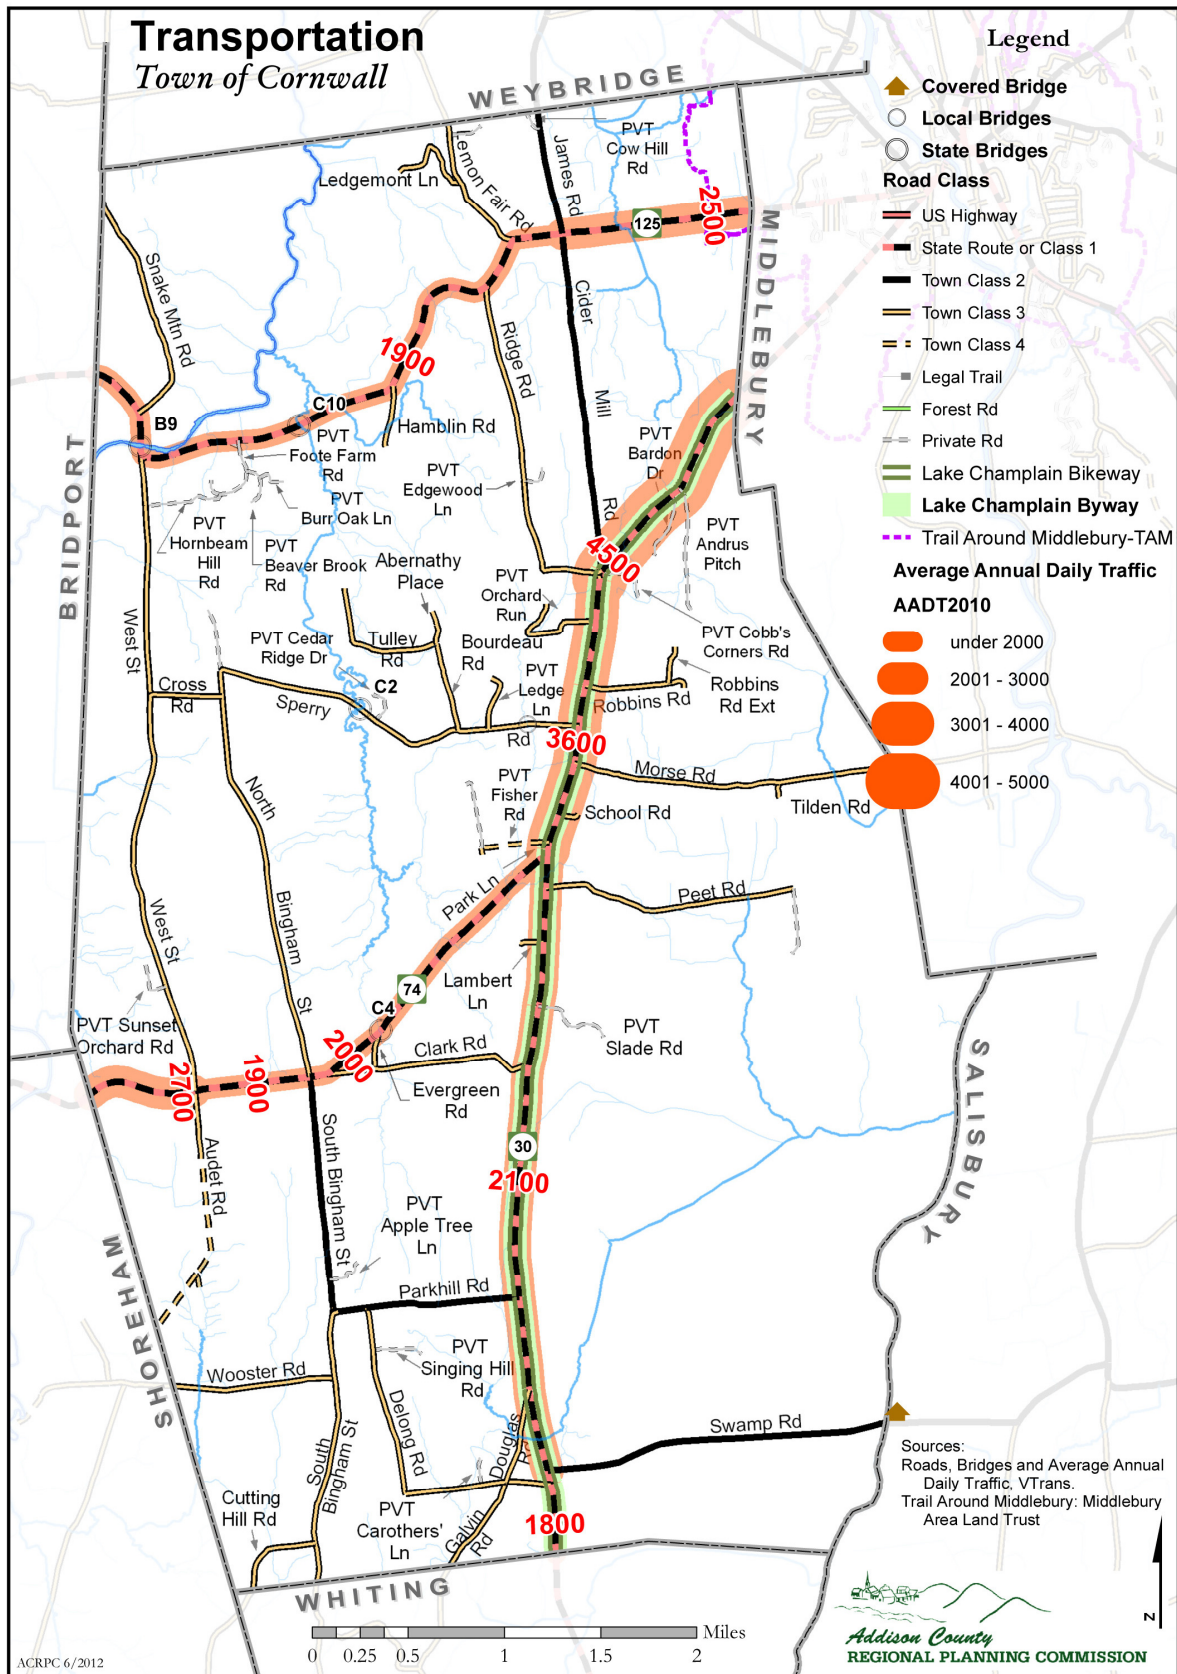 Transportation
Town of Cornwall
WEYBRIDGE
Legend
Covered Bridge
Local Bridges
State Bridges
Road Class
US Highway
State Route or Class 1
Town Class 2
Town Class 3
Town Class 4
Legal Trail
Forest Rd
Private Rd
Lake Champlain Bikeway
Lake Champlain Byway
Trail Around Middlebury-TAM
Average Annual Daily Traffic
AADT2010
under 2000
2001 - 3000
3001 - 4000
4001 - 5000
PVT
Cow Hill
Rd
James Rd
Lemon Fair Rd
Ledgemont Ln
125
2500
MIDDLEBURY
Snake Mtn Rd
Cider
Mill
Rd
Ridge Rd
1900
C10
B9
Hamblin Rd
PVT
Foote Farm
Rd
PVT
Bardon
Dr
PVT
Edgewood
Ln
PVT
Burr Oak Ln
PVT
Hornbeam
Hill
Rd
PVT
Beaver Brook
Rd
PVT
Andrus
Pitch
4500
BRIDPORT
Abernathy
Place
PVT
Orchard
Run
West St
PVT Cedar
Ridge Dr
Tulley
Rd
Bourdeau
Rd
PVT Cobb's
Corners Rd
C2
PVT
Ledge
Ln
Robbins Rd
Robbins
Rd Ext
Cross
Rd
Sperry
Rd
3600
Morse Rd
Tilden Rd
PVT
Fisher
Rd
School Rd
North
Bingham
St
Park Ln
Peet Rd
West St
Lambert
Ln
74
C4
PVT Sunset
Orchard Rd
PVT
Slade Rd
2000
Clark Rd
2700
1900
Evergreen
Rd
SALISBURY
30
2100
Audet Rd
South Bingham St
PVT
Apple Tree
Ln
Parkhill Rd
SHOREHAM
PVT
Singing Hill
Rd
Wooster Rd
Delong Rd
Douglas
Rd
Swamp Rd
South
Bingham St
Cutting
Hill Rd
PVT
Carothers'
Ln
Galvin
Rd
1800
WHITING
Sources:
Roads, Bridges and Average Annual
Daily Traffic, VTrans.
Trail Around Middlebury: Middlebury
Area Land Trust
N
Miles
0 0.25 0.5 1 1.5 2
Addison County
REGIONAL PLANNING COMMISSION
ACRPC 6/2012